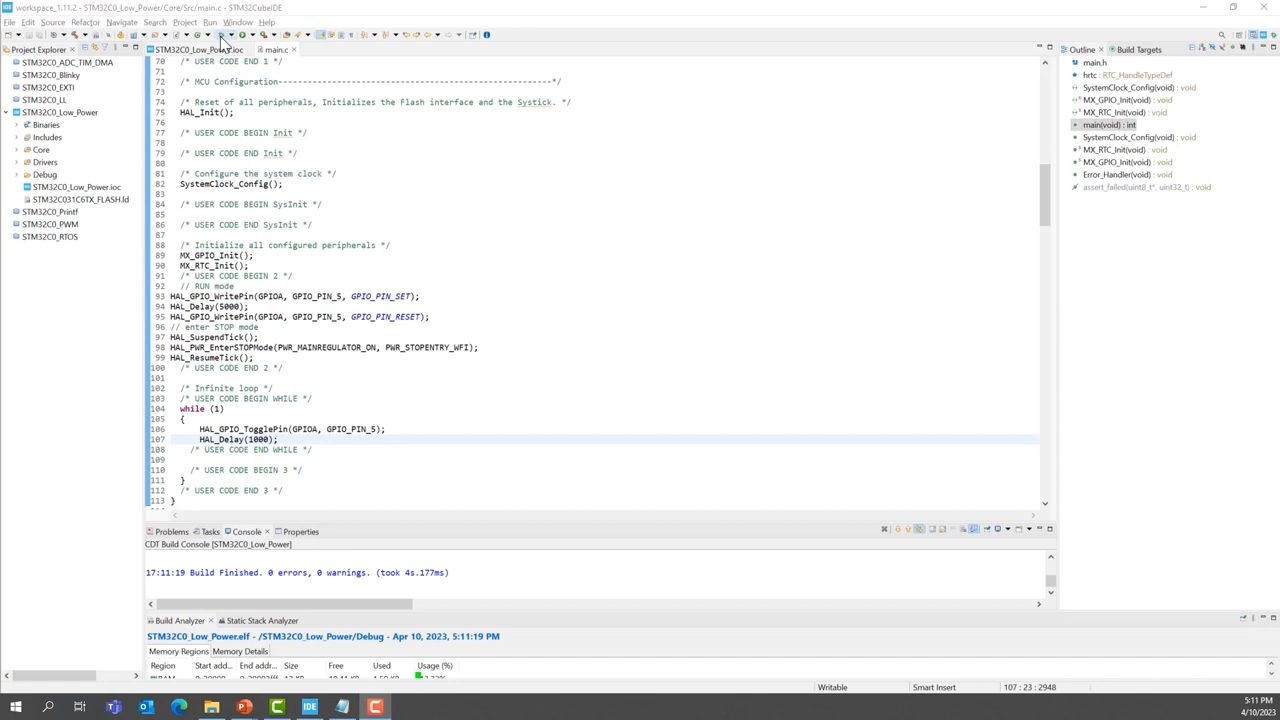 workspace_1.11.2 - STM32C0_Low_Power/Core/Src/main.c - STM32CubeIDE
File Edit Source Refactor Navigate Search Project Run Window Help
Project Explorer
STM32C0_ADC_TIM_DMA
STM32C0_Blinky
STM32C0_EXTI
STM32C0_LL
STM32C0_Low_Power
Binaries
Includes
Core
Drivers
Debug
STM32C0_Low_Power.ioc
STM32C031C6TX_FLASH.ld
STM32C0_Printf
STM32C0_PWM
STM32C0_RTOS
STM32C0_Low_Power.ioc main.c
70 /* USER CODE END 1 */
71
72 /* MCU Configuration--------------------------------------------------------*/
73
74 /* Reset of all peripherals, Initializes the Flash interface and the Systick. */
75 HAL_Init();
76
77 /* USER CODE BEGIN Init */
78
79 /* USER CODE END Init */
80
81 /* Configure the system clock */
82 SystemClock_Config();
83
84 /* USER CODE BEGIN SysInit */
85
86 /* USER CODE END SysInit */
87
88 /* Initialize all configured peripherals */
89 MX_GPIO_Init();
90 MX_RTC_Init();
91 /* USER CODE BEGIN 2 */
92 // RUN mode
93 HAL_GPIO_WritePin(GPIOA, GPIO_PIN_5, GPIO_PIN_SET);
94 HAL_Delay(5000);
95 HAL_GPIO_WritePin(GPIOA, GPIO_PIN_5, GPIO_PIN_RESET);
96 // enter STOP mode
97 HAL_SuspendTick();
98 HAL_PWR_EnterSTOPMode(PWR_MAINREGULATOR_ON, PWR_STOPENTRY_WFI);
99 HAL_ResumeTick();
100 /* USER CODE END 2 */
101
102 /* Infinite loop */
103 /* USER CODE BEGIN WHILE */
104 while (1)
105 {
106 HAL_GPIO_TogglePin(GPIOA, GPIO_PIN_5);
107 HAL_Delay(1000);
108 /* USER CODE END WHILE */
109
110 /* USER CODE BEGIN 3 */
111 }
112 /* USER CODE END 3 */
113 }
Outline Build Targets
main.h
hrtc : RTC_HandleTypeDef
SystemClock_Config(void) : void
MX_GPIO_Init(void) : void
MX_RTC_Init(void) : void
main(void) : int
SystemClock_Config(void) : void
MX_RTC_Init(void) : void
MX_GPIO_Init(void) : void
Error_Handler(void) : void
assert_failed(uint8_t*, uint32_t) : void
Problems Tasks Console Properties
CDT Build Console [STM32C0_Low_Power]
17:11:19 Build Finished. 0 errors, 0 warnings. (took 4s.177ms)
Build Analyzer Static Stack Analyzer
STM32C0_Low_Power.elf - /STM32C0_Low_Power/Debug - Apr 10, 2023, 5:11:19 PM
Memory Regions Memory Details
Region Start add... End addr... Size Free Used Usage (%)
Writable Smart Insert 107 : 23 : 2948
5:11 PM
4/10/2023